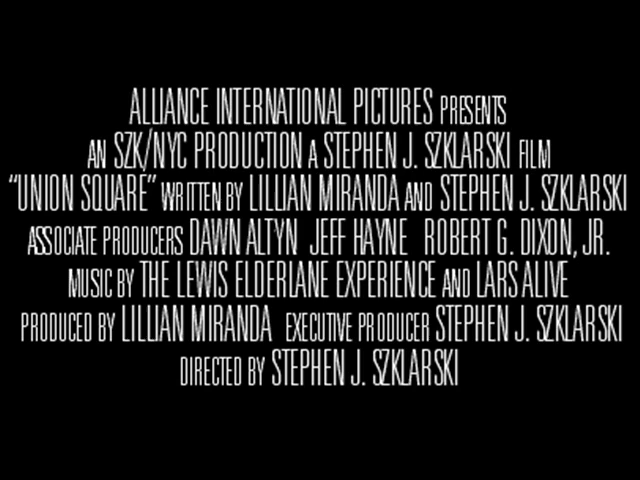 ALLIANCE INTERNATIONAL PICTURES PRESENTS
AN SZK/NYC PRODUCTION A STEPHEN J. SZKLARSKI FILM
“UNION SQUARE” WRITTEN BY LILLIAN MIRANDA AND STEPHEN J. SZKLARSKI
ASSOCIATE PRODUCERS DAWN ALTYN JEFF HAYNE ROBERT G. DIXON, JR.
MUSIC BY THE LEWIS ELDERLANE EXPERIENCE AND LARS ALIVE
PRODUCED BY LILLIAN MIRANDA EXECUTIVE PRODUCER STEPHEN J. SZKLARSKI
DIRECTED BY STEPHEN J. SZKLARSKI